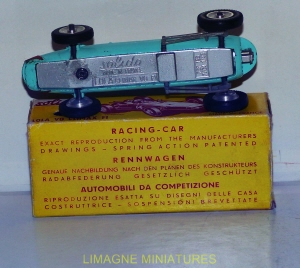 Solido
RACING-CAR
EXACT REPRODUCTION FROM THE MANUFACTURERS
DRAWINGS - SPRING ACTION PATENTED
RENNWAGEN
GENAUE NACHBILDUNG NACH DEN PLANEN DES KONSTRUKTEURS
RADABFEDERUNG GESETZLICH GESCHÜTZT
AUTOMOBILI DA COMPETIZIONE
RIPRODUZIONE ESATTA SU DISEGNI DELLE CASA
COSTRUTTRICE - SOSPENSIONI BREVETTATE
LIMAGNE MINIATURES